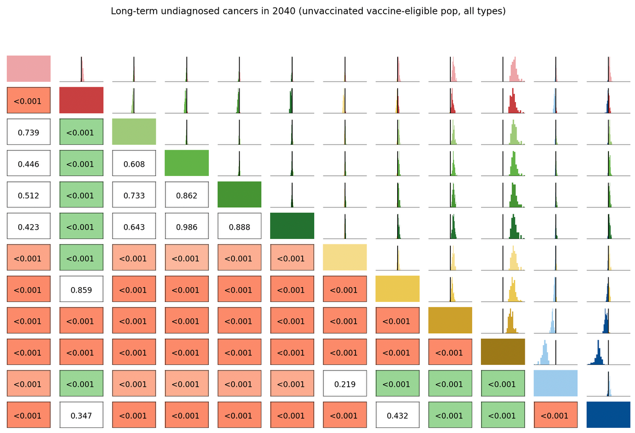 Long-term undiagnosed cancers in 2040 (unvaccinated vaccine-eligible pop, all types)
<0.001
0.739 <0.001
0.446 <0.001 0.608
0.512 <0.001 0.733 0.862
0.423 <0.001 0.643 0.986 0.888
<0.001 <0.001 <0.001 <0.001 <0.001 <0.001
<0.001 0.859 <0.001 <0.001 <0.001 <0.001 <0.001
<0.001 <0.001 <0.001 <0.001 <0.001 <0.001 <0.001 <0.001
<0.001 <0.001 <0.001 <0.001 <0.001 <0.001 <0.001 <0.001 <0.001
<0.001 <0.001 <0.001 <0.001 <0.001 <0.001 0.219 <0.001 <0.001 <0.001
<0.001 0.347 <0.001 <0.001 <0.001 <0.001 <0.001 0.432 <0.001 <0.001 <0.001